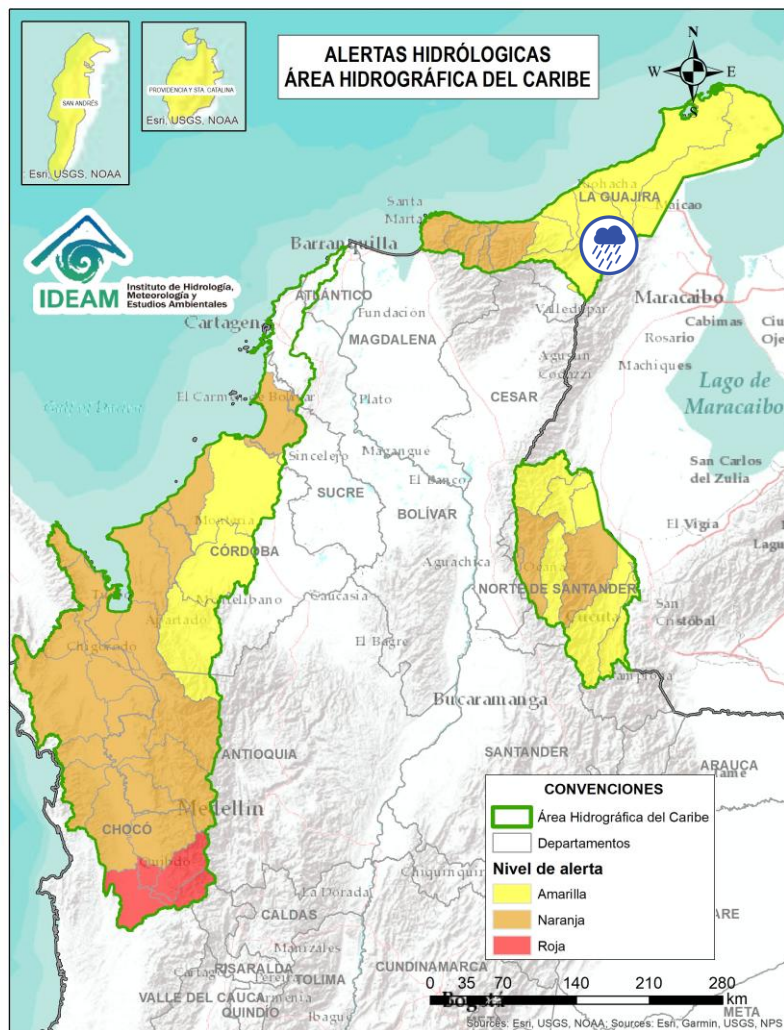 ALERTAS HIDRÓLOGICAS
ÁREA HIDROGRÁFICA DEL CARIBE
N
W E
S
SAN ANDRÉS
Esri, USGS, NOAA
PROVIDENCIA Y STA. CATALINA
Esri, USGS, NOAA
IDEAM
Instituto de Hidrología,
Meteorología y
Estudios Ambientales
LA GUAJIRA
Maicao
Santa
Marta
Barranquilla
ATLÁNTICO
Maracaibo
Cabimas
Fundación
Valledupar
Rosario
MAGDALENA
Machiques
Agustín
Codazzi
Lago de
Maracaibo
El Carmen de Bolívar
Plato
CESAR
Sincelejo
Magangue
San Carlos
del Zulia
El Banco
SUCRE
BOLÍVAR
Montería
El Vigía
CÓRDOBA
Aguachica
Ocaña
NORTE DE SANTANDER
Montelíbano
Caucasia
San
Cristóbal
Apartado
Cúcuta
El Bagre
Chigorodó
Pamplona
Bucaramanga
ANTIOQUIA
SANTANDER
ARAUCA
Medellín
CHOCÓ
Quibdó
La Dorada
CALDAS
Manizales
RISARALDA
TOLIMA
CUNDINAMARCA
VALLE DEL CAUCA
Armenia
QUINDÍO
Ibagué
Bogotá
META
CONVENCIONES
Área Hidrográfica del Caribe
Departamentos
Nivel de alerta
Amarilla
Naranja
Roja
0 35 70 140 210 280
km
Sources: Esri, USGS, NOAA; Sources: Esri, Garmin, USGS, NPS